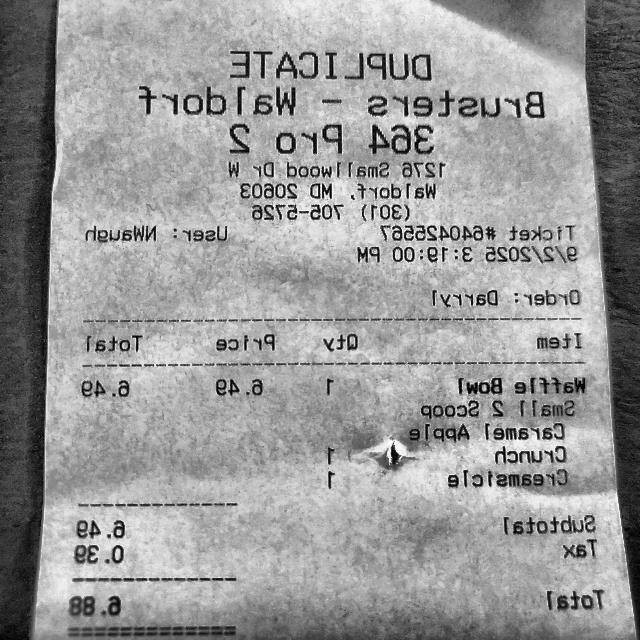 DUPLICATE
Brusters - Waldorf
364 Pro 2
1276 Smallwood Dr W
Waldorf, MD 20603
(301) 705-5726
Ticket #640425567 User: NWaugh
9/2/2025 3:19:00 PM
Order: Darryl
Item Qty Price Total
Waffle Bowl 1 6.49 6.49
Small 2 Scoop
Caramel Apple
Crunch 1
Creamsicle 1
Subtotal 6.49
Tax 0.39
Total 6.88